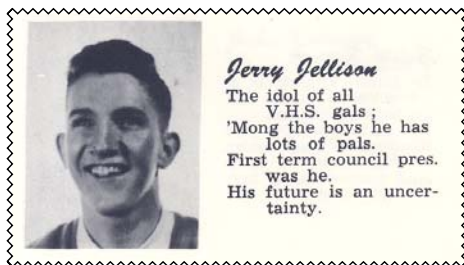 Jerry Jellison
The idol of all
V.H.S. gals ;
'Mong the boys he has
lots of pals.
First term council pres.
was he.
His future is an uncer-
tainty.